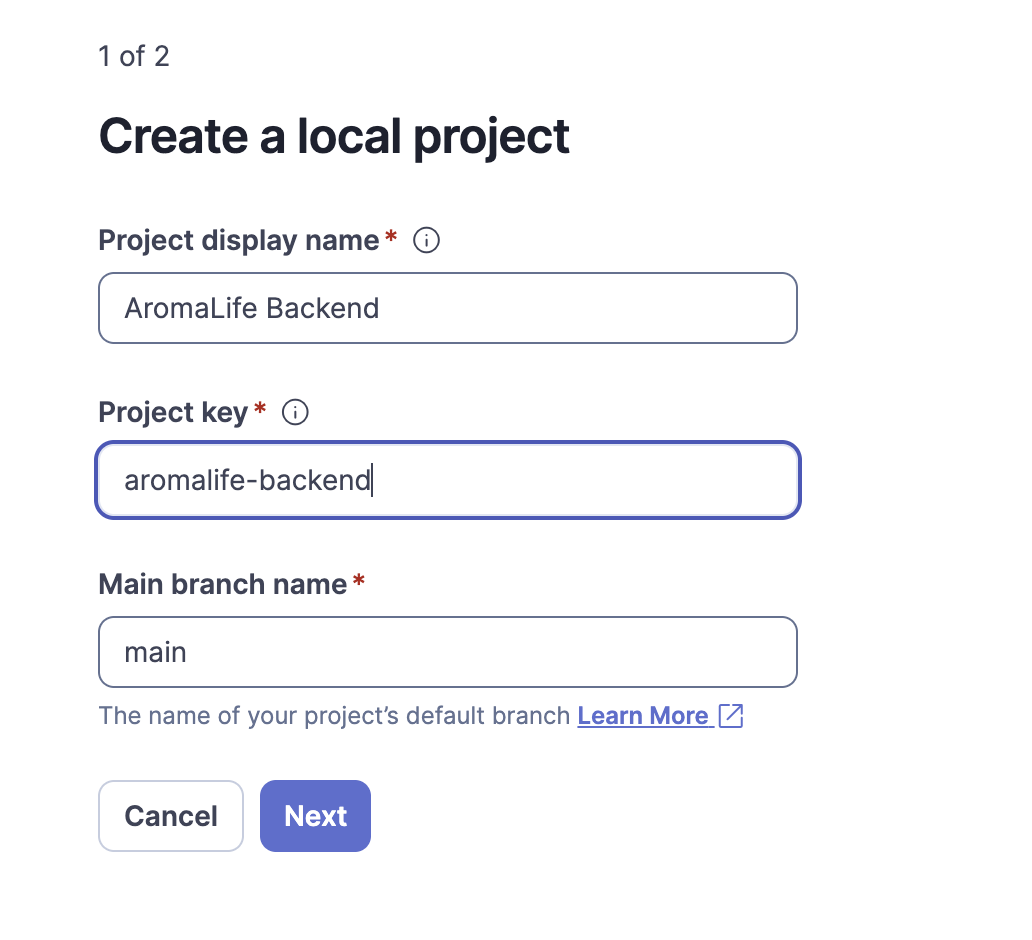 1 of 2
Create a local project
Project display name*
AromaLife Backend
Project key*
aromalife-backend
Main branch name*
main
The name of your project’s default branch Learn More
Cancel Next